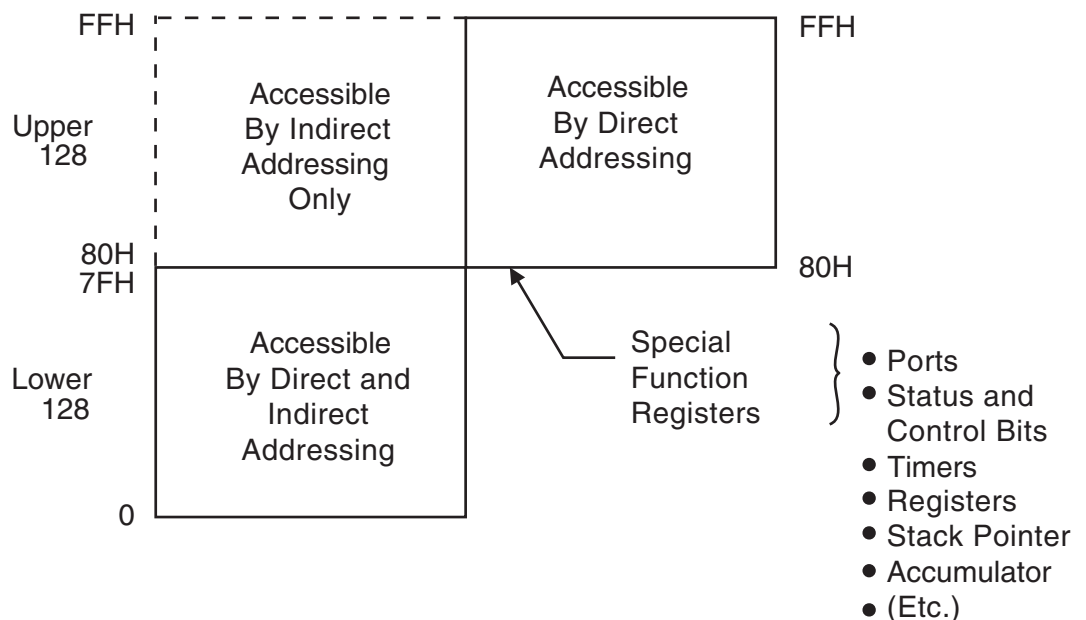 FFH
FFH
Accessible
By Indirect
Addressing
Only
Accessible
By Direct
Addressing
Upper
128
80H
7FH
80H
Accessible
By Direct and
Indirect
Addressing
Lower
128
0
Special
Function
Registers
● Ports
● Status and
Control Bits
● Timers
● Registers
● Stack Pointer
● Accumulator
● (Etc.)